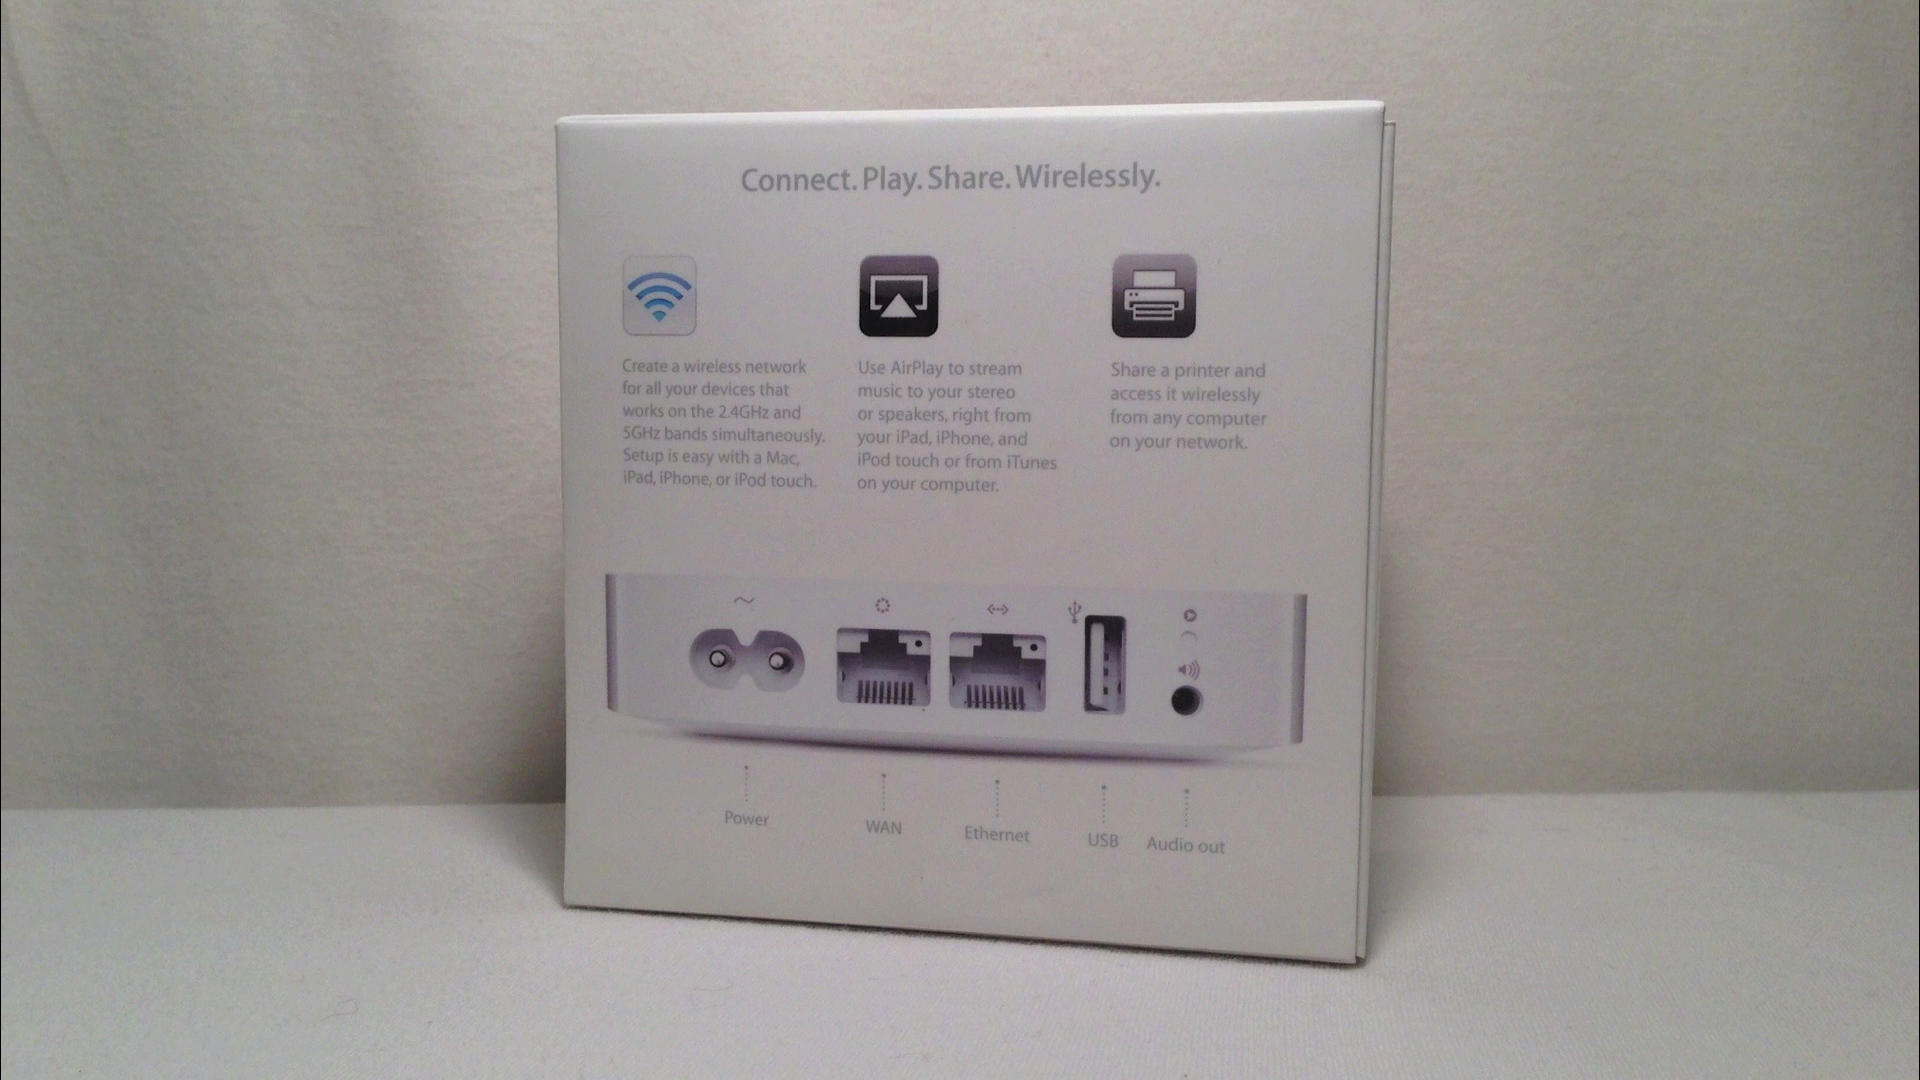 Connect. Play. Share. Wirelessly.
Create a wireless network
for all your devices that
works on the 2.4GHz and
5GHz bands simultaneously.
Setup is easy with a Mac,
iPad, iPhone, or iPod touch.
Use AirPlay to stream
music to your stereo
or speakers, right from
your iPad, iPhone, and
iPod touch or from iTunes
on your computer.
Share a printer and
access it wirelessly
from any computer
on your network.
Power
WAN
Ethernet
USB
Audio out